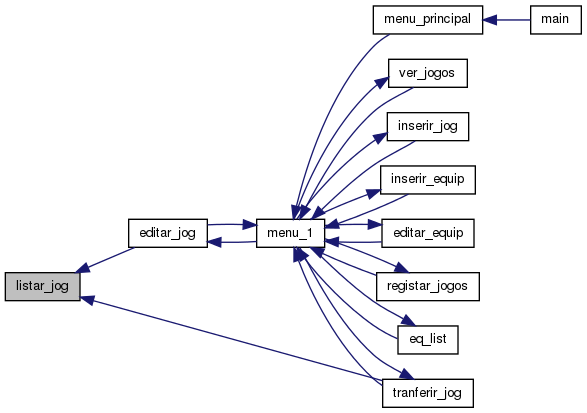 menu_principal
main
ver_jogos
inserir_jog
inserir_equip
editar_jog
menu_1
editar_equip
listar_jog
registar_jogos
eq_list
tranferir_jog